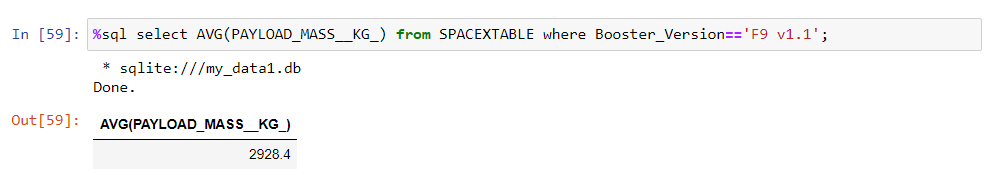 In [59]: %sql select AVG(PAYLOAD_MASS__KG_) from SPACEXTABLE where Booster_Version=='F9 v1.1';
* sqlite:///my_data1.db
Done.
Out[59]: AVG(PAYLOAD_MASS__KG_)
2928.4